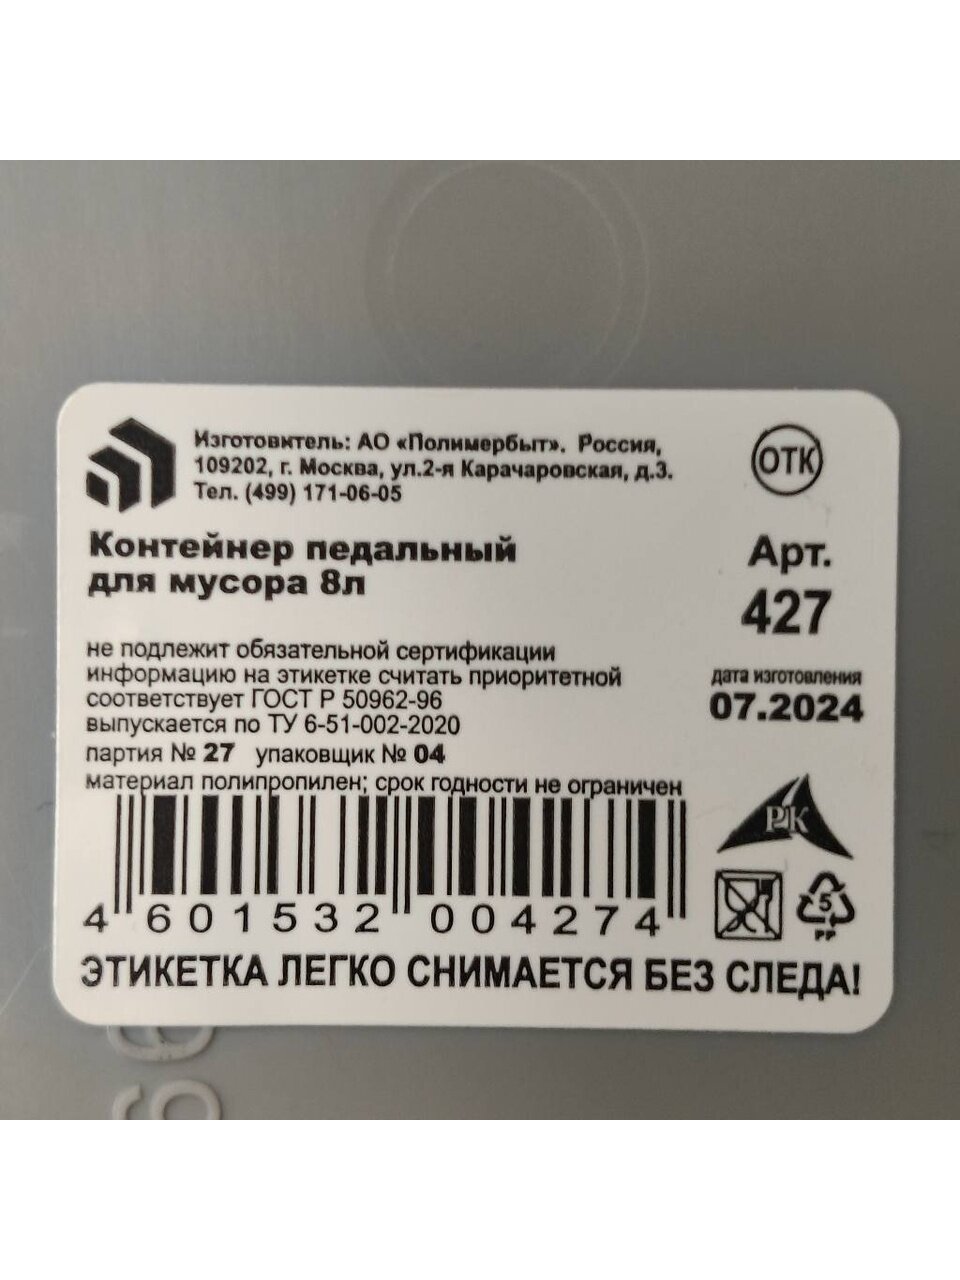 Изготовитель: АО «Полимербыт». Россия,
109202, г. Москва, ул.2-я Карачаровская, д.3.
Тел. (499) 171-06-05
ОТК
Контейнер педальный
для мусора 8л
Арт.
427
не подлежит обязательной сертификации
информацию на этикетке считать приоритетной
соответствует ГОСТ Р 50962-96
выпускается по ТУ 6-51-002-2020
партия № 27 упаковщик № 04
материал полипропилен; срок годности не ограничен
дата изготовления
07.2024
РЖ
5
PP
4 601532 004274
ЭТИКЕТКА ЛЕГКО СНИМАЕТСЯ БЕЗ СЛЕДА!